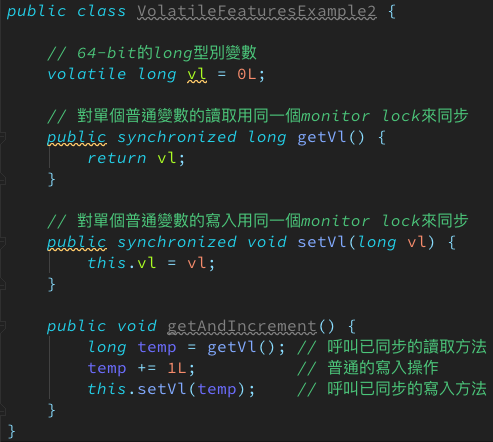 public class VolatileFeaturesExample2 {
// 64-bit的long型別變數
volatile long vl = 0L;
// 對單個普通變數的讀取用同一個monitor lock來同步
public synchronized long getVl() {
return vl;
}
// 對單個普通變數的寫入用同一個monitor lock來同步
public synchronized void setVl(long vl) {
this.vl = vl;
}
public void getAndIncrement() {
long temp = getVl(); // 呼叫已同步的讀取方法
temp += 1L; // 普通的寫入操作
this.setVl(temp); // 呼叫已同步的寫入方法
}
}